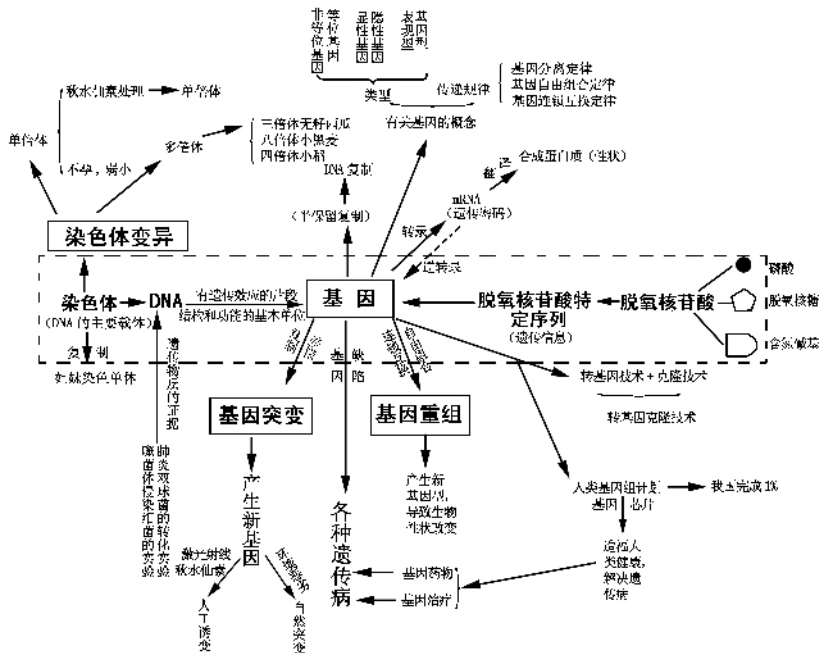 非等位基因
等位基因
显性基因
隐性基因
表现型
基因型
类型
传递规律
基因分离定律
基因自由组合定律
基因连锁互换定律
有关基因的概念
秋水仙素处理
单倍体
单倍体
不孕，弱小
多倍体
三倍体无籽西瓜
八倍体小黑麦
四倍体小稻
DNA复制
(半保留复制)
翻译
合成蛋白质(性状)
mRNA
(遗传密码)
转录
逆转录
染色体变异
染色体
(DNA的主要载体)
DNA
有遗传效应的片段
结构和功能的基本单位
基因
脱氧核苷酸特
定序列
(遗传信息)
脱氧核苷酸
磷酸
脱氧核糖
含氮碱基
复制
姐妹染色单体
遗传物质的证据
噬菌体侵染细菌的实验
肺炎双球菌的转化实验
基因缺陷
基因突变
基因重组
转基因技术+克隆技术
转基因克隆技术
产生新基因
产生新
基因型,
导致生物
性状改变
各种遗传病
人类基因组计划
基因芯片
我国完成1%
造福人
类健康,
解决遗
传病
激光射线
秋水仙素
人工诱变
自然突变
基因药物
基因治疗